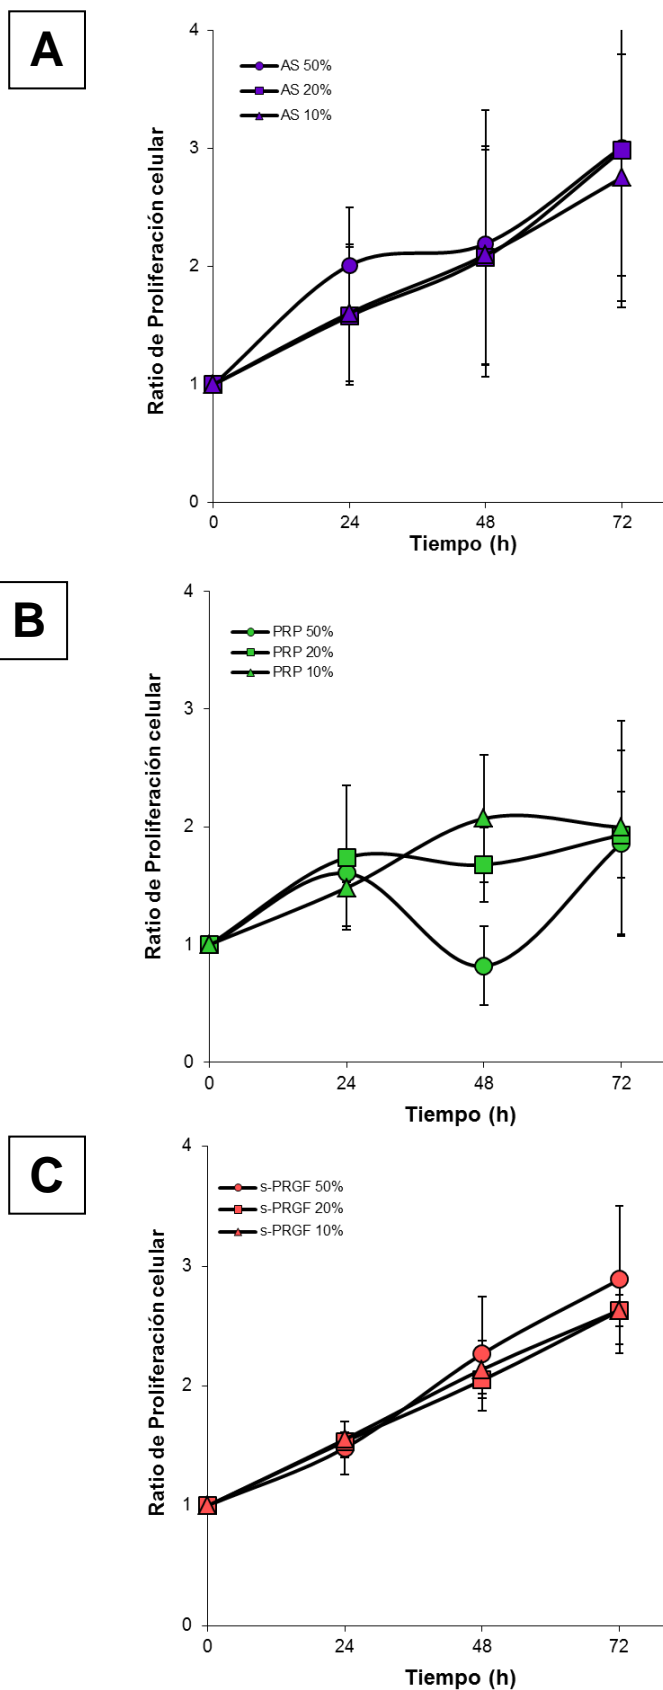 A
4
AS 50%
AS 20%
AS 10%
3
2
1
0
Ratio de Proliferación celular
0 24 48 72
Tiempo (h)
B
4
PRP 50%
PRP 20%
PRP 10%
3
2
1
0
Ratio de Proliferación celular
0 24 48 72
Tiempo (h)
C
4
s-PRGF 50%
s-PRGF 20%
s-PRGF 10%
3
2
1
0
Ratio de Proliferación celular
0 24 48 72
Tiempo (h)